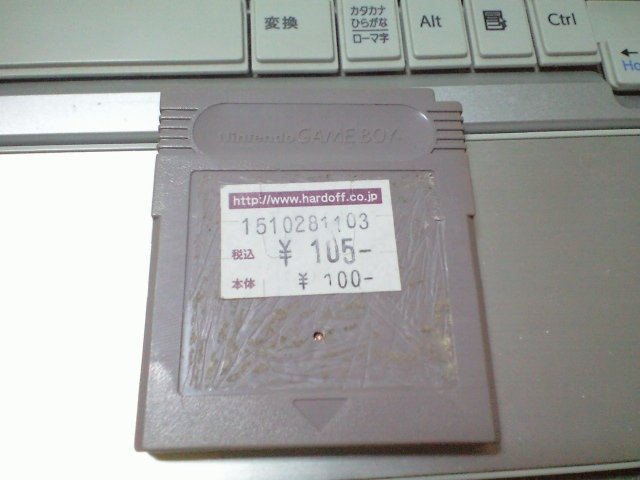 変換
カタカナ
ひらがな
ローマ字
Alt
Ctrl
←
Ho
Nintendo GAME BOY
http://www.hardoff.co.jp
1510281103
税込 ¥ 105-
本体 ¥ 100-